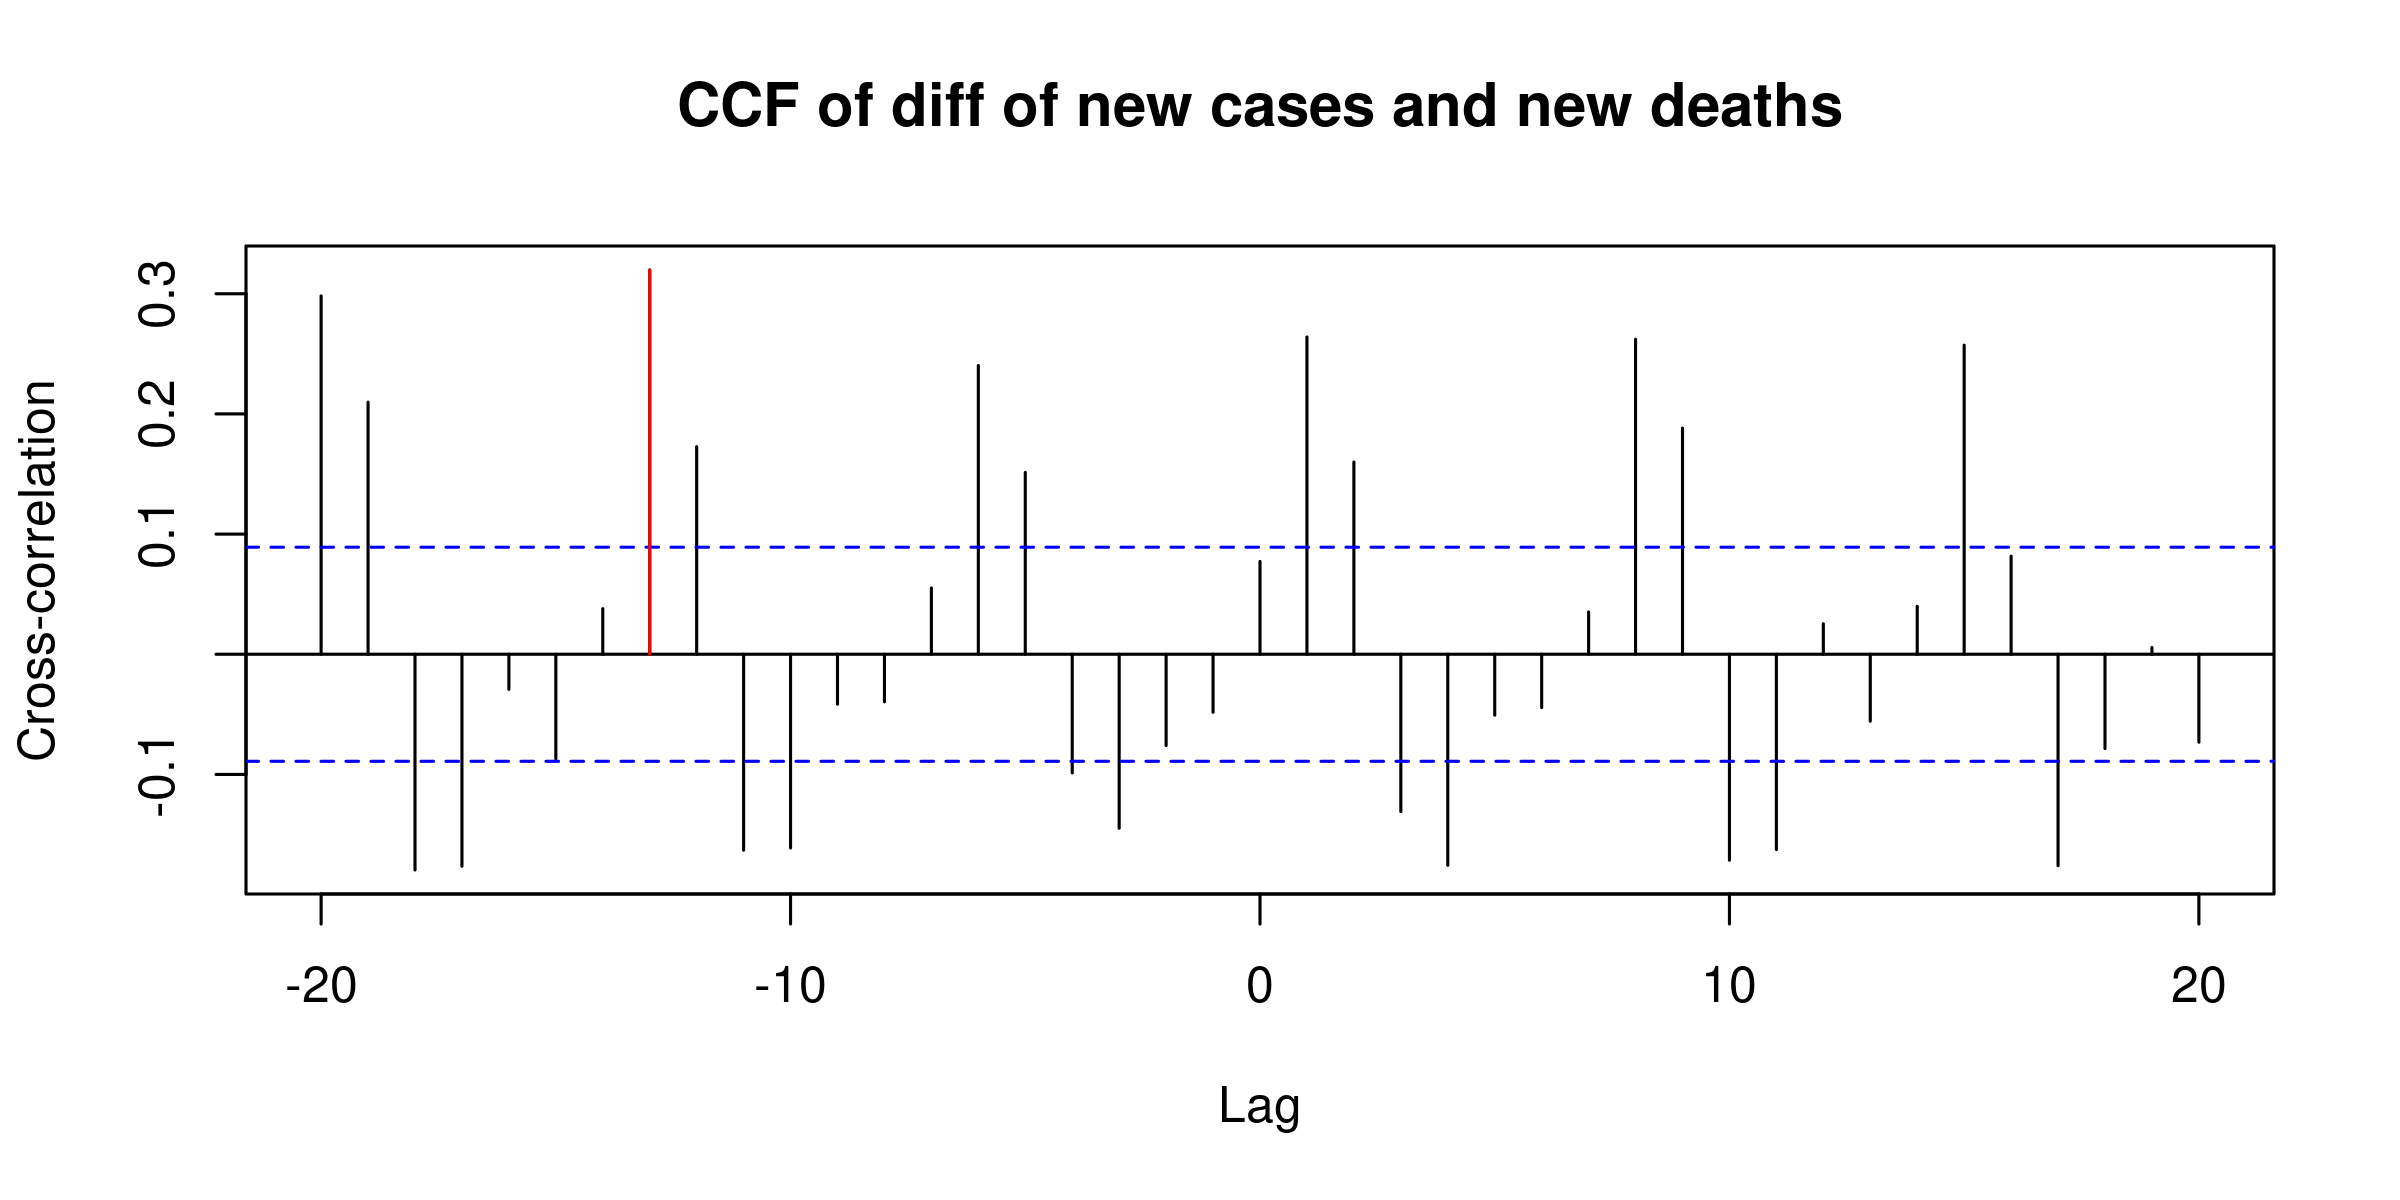 CCF of diff of new cases and new deaths
Cross-correlation
0.3
0.2
0.1
-0.1
-20 -10 0 10 20
Lag